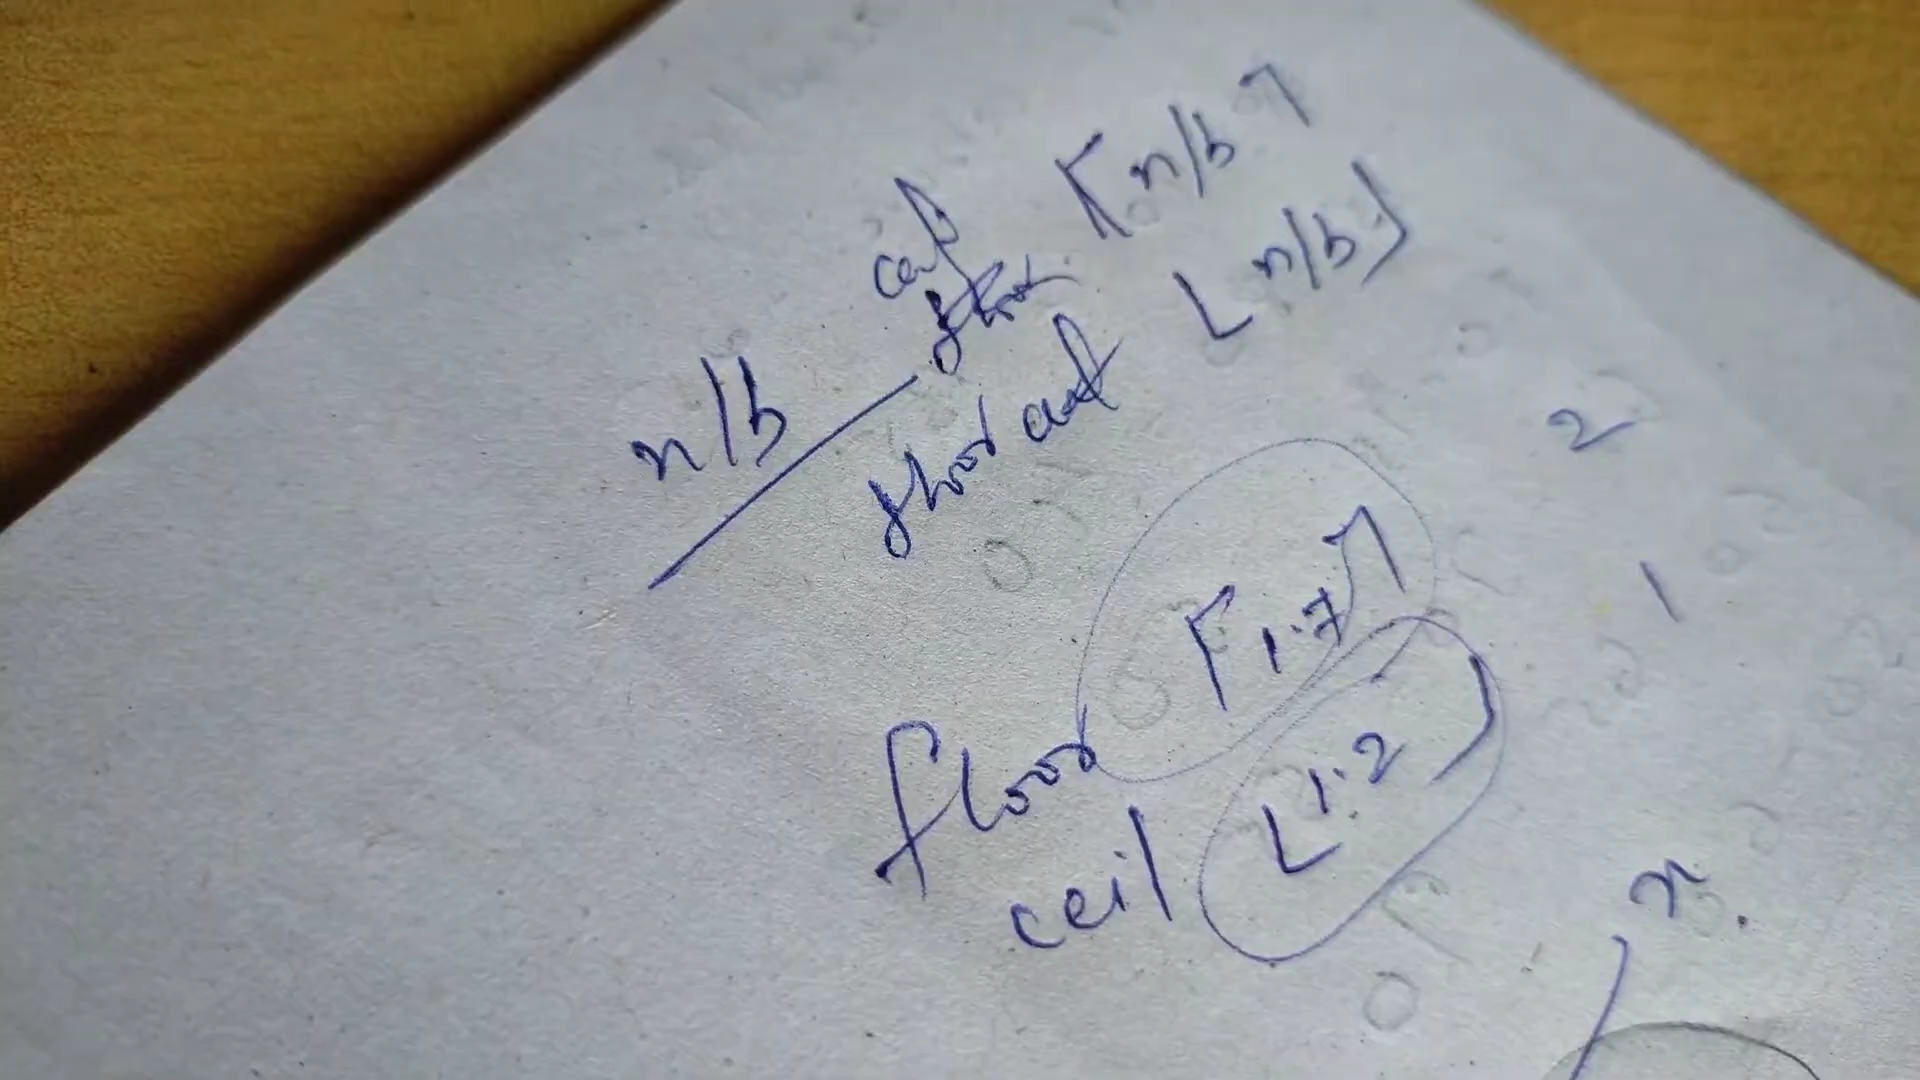 ceil ⌈n/b⌉
n/b
floor ⌊n/b⌋
2
floor ⌈1.7⌉
1
ceil ⌊1.2⌋
n.